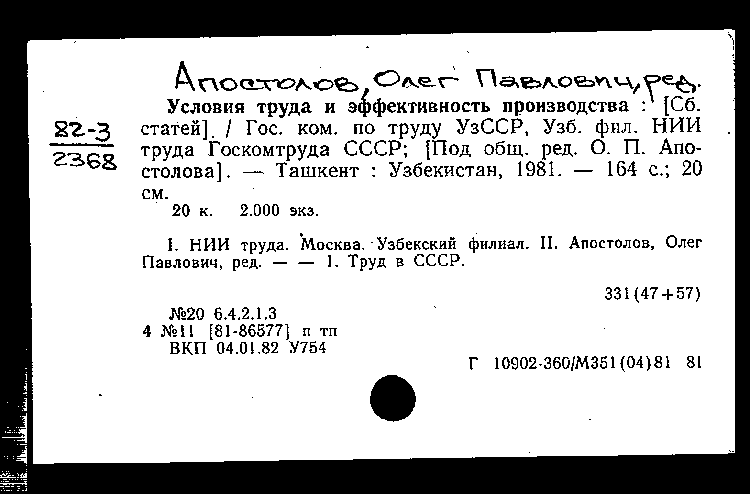 Апостолов, Олег Павлович, ред.
Условия труда и эффективность производства : [Сб.
82-3
статей]. / Гос. ком. по труду УзССР, Узб. фил. НИИ
2368
труда Госкомтруда СССР; [Под общ. ред. О. П. Апо-
столова]. — Ташкент : Узбекистан, 1981. — 164 с.; 20
см.
20 к. 2.000 экз.
I. НИИ труда. Москва. Узбекский филиал. II. Апостолов, Олег
Павлович, ред. — — 1. Труд в СССР.
331(47+57)
№20 6.4.2.1.3
4 №11 [81-86577] п тп
ВКП 04.01.82 У754
Г 10902-360/М351(04)81 81